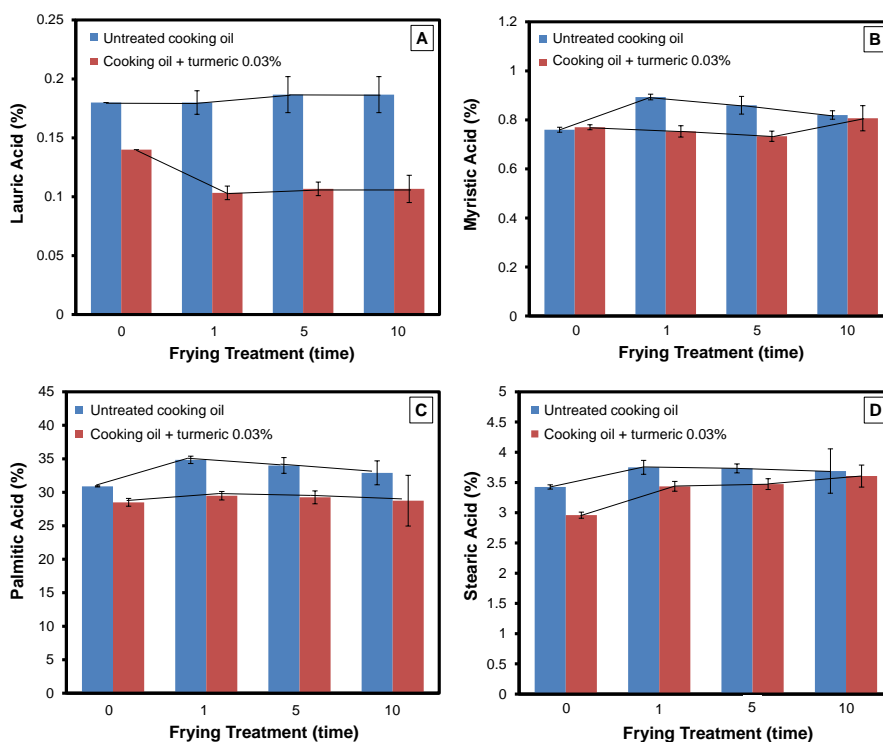 A
Untreated cooking oil
Cooking oil + turmeric 0.03%
0.25
0.2
0.15
0.1
0.05
0
Lauric Acid (%)
0 1 5 10
Frying Treatment (time)
B
Untreated cooking oil
Cooking oil + turmeric 0.03%
1.2
1
0.8
0.6
0.4
0.2
0
Myristic Acid (%)
0 1 5 10
Frying Treatment (time)
C
Untreated cooking oil
Cooking oil + turmeric 0.03%
45
40
35
30
25
20
15
10
5
0
Palmitic Acid (%)
0 1 5 10
Frying Treatment (time)
D
Untreated cooking oil
Cooking oil + turmeric 0.03%
5
4.5
4
3.5
3
2.5
2
1.5
1
0.5
0
Stearic Acid (%)
0 1 5 10
Frying Treatment (time)